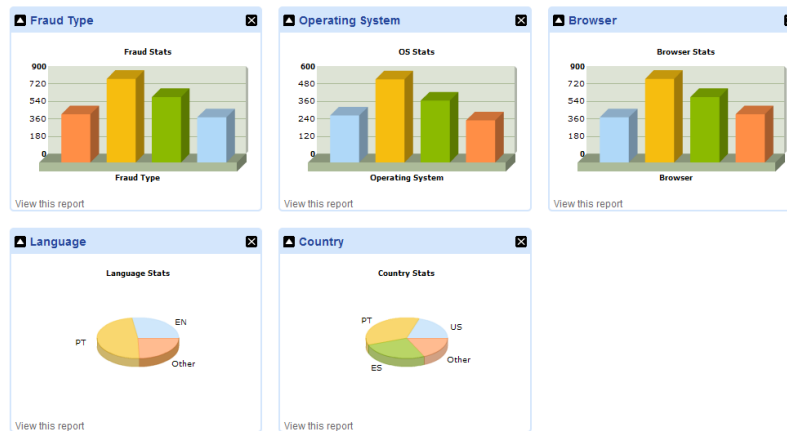 Fraud Type
Fraud Stats
900
720
540
360
180
0
Fraud Type
View this report
Operating System
OS Stats
600
480
360
240
120
0
Operating System
View this report
Browser
Browser Stats
900
720
540
360
180
0
Browser
View this report
Language
Language Stats
EN
PT
Other
View this report
Country
Country Stats
PT
US
Other
ES
View this report